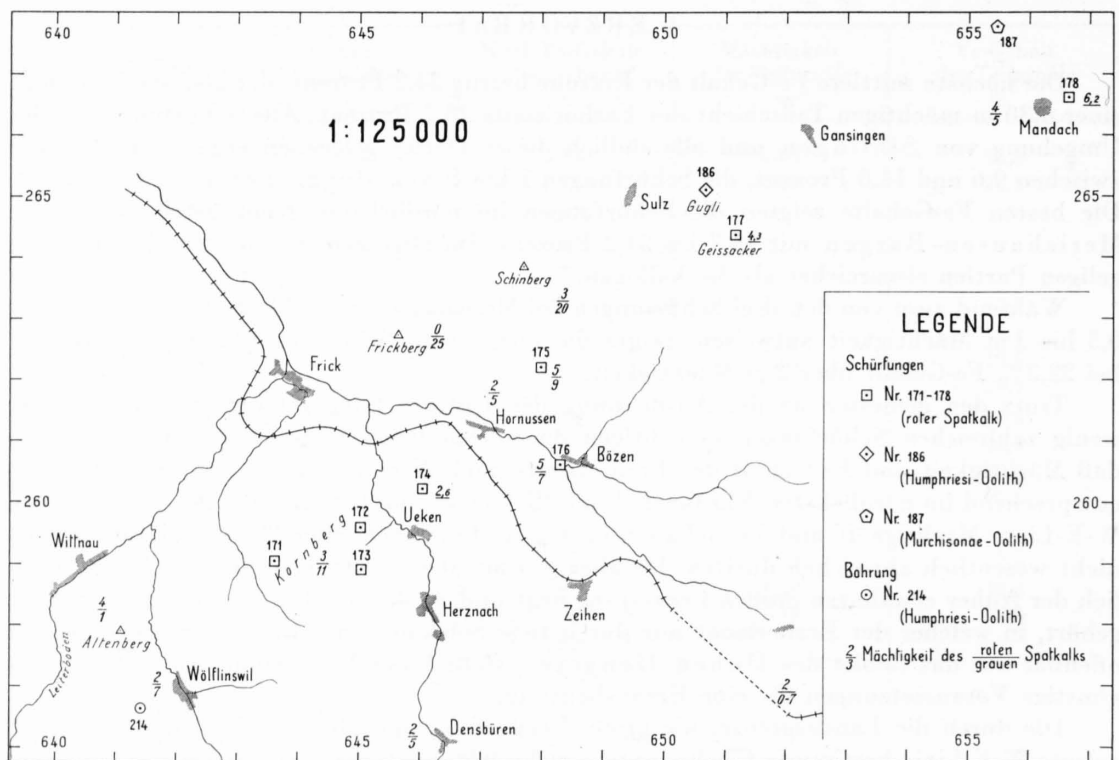 640
645
650
655
187
178
6,2
4/5
Mandach
1:125000
Gansingen
186
Gugli
265
Sulz
265
177
4,3
Geissacker
Schinberg
3/20
Frickberg
0/25
Frick
175
5/9
2/5
Hornussen
LEGENDE
Schürfungen
Nr. 171-178
(roter Spatkalk)
Nr. 186
(Humphriesi-Oolith)
Nr. 187
(Murchisonae-Oolith)
Bohrung
Nr. 214
(Humphriesi-Oolith)
2/3 Mächtigkeit des roten/grauen Spatkalks
176
5/7
Bözen
174
2,6
260
260
172
Ueken
Wittnau
171
Kornberg
3/11
173
Herznach
Zeihen
4/1
Altenberg
Leizerboden
2/7
Wölflinswil
214
2/5
Densbüren
2/0-7
640
645
650
655